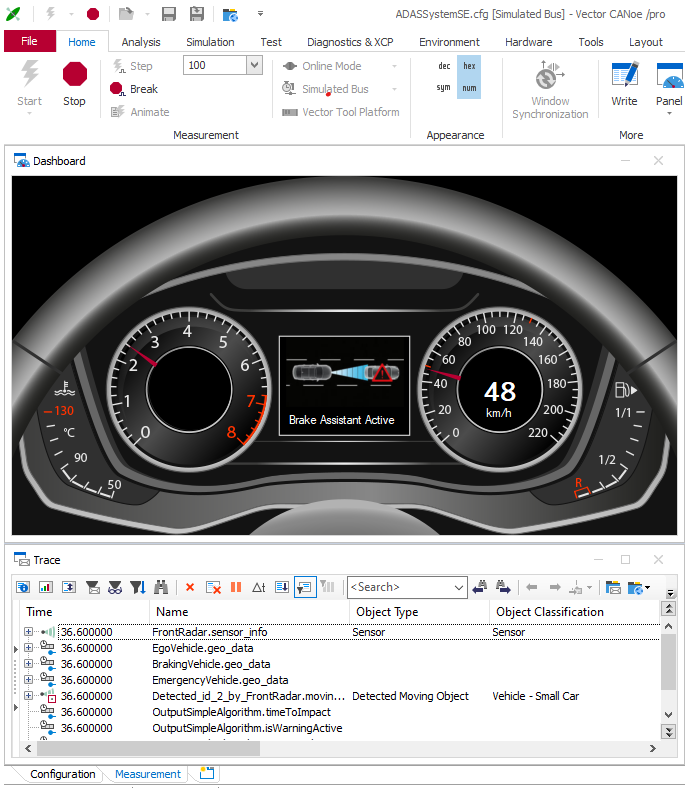 ADASSystemSE.cfg [Simulated Bus] - Vector CANoe /pro
File Home Analysis Simulation Test Diagnostics & XCP Environment Hardware Tools Layout
Start
Stop
Step
Break
Animate
100
Online Mode
Simulated Bus
Vector Tool Platform
Measurement
dec hex
sym num
Appearance
Window
Synchronization
Write
Panel
More
Dashboard
0 1 2 3 4 5 6 7 8
130
°C
90
50
Brake Assistant Active
0 20 40 60 80 100 120 140 160 180 200 220
48
km/h
1/1
1/2
R
Trace
Δt
<Search>
Time Name Object Type Object Classification
36.600000 FrontRadar.sensor_info Sensor Sensor
36.600000 EgoVehicle.geo_data
36.600000 BrakingVehicle.geo_data
36.600000 EmergencyVehicle.geo_data
36.600000 Detected_id_2_by_FrontRadar.movin... Detected Moving Object Vehicle - Small Car
36.600000 OutputSimpleAlgorithm.timeToImpact
36.600000 OutputSimpleAlgorithm.isWarningActive
Configuration Measurement